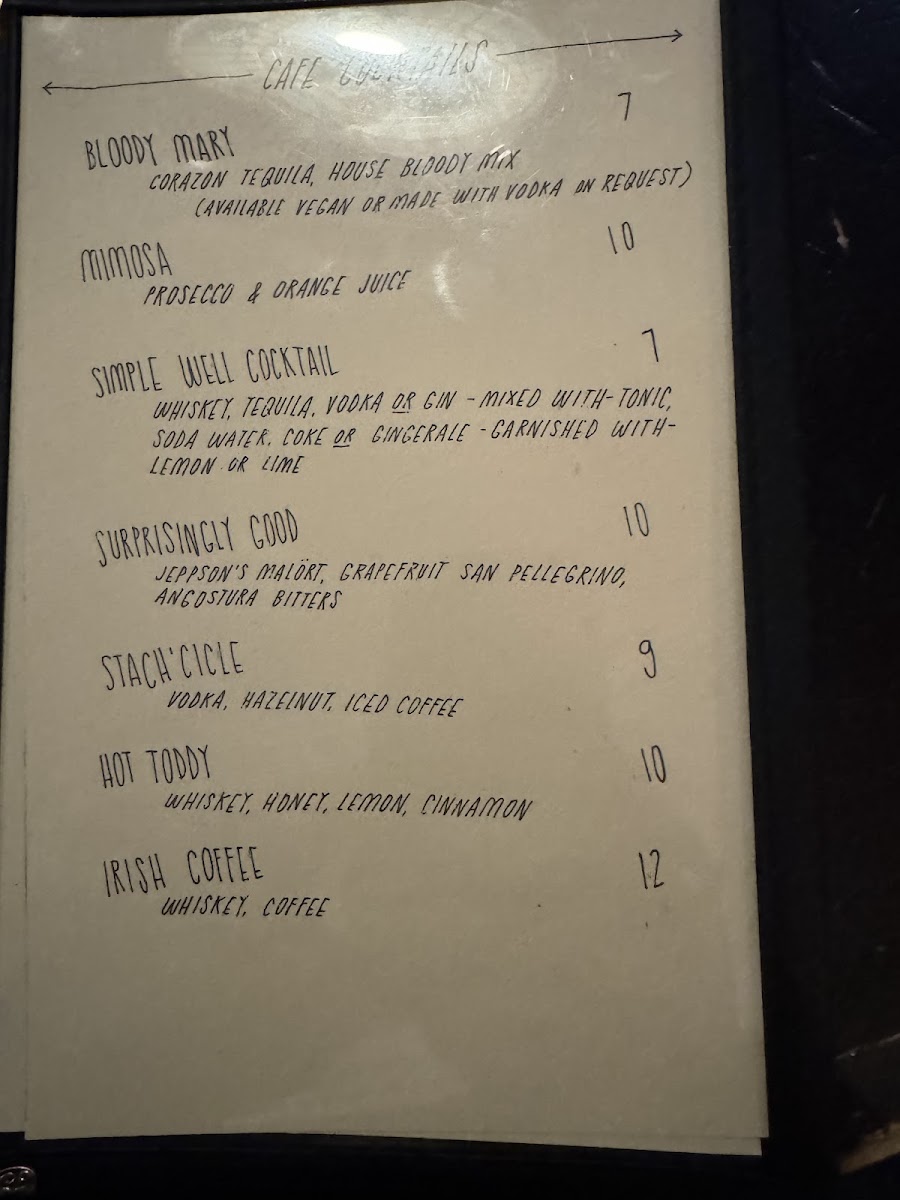 CAFE COCKTAILS
BLOODY MARY 7
CORAZON TEQUILA, HOUSE BLOODY MIX
(AVAILABLE VEGAN OR MADE WITH VODKA ON REQUEST)
MIMOSA 10
PROSECCO & ORANGE JUICE
SIMPLE WELL COCKTAIL 7
WHISKEY, TEQUILA, VODKA OR GIN - MIXED WITH - TONIC,
SODA WATER, COKE OR GINGERALE - GARNISHED WITH -
LEMON OR LIME
SURPRISINGLY GOOD 10
JEPPSON'S MALÖRT, GRAPEFRUIT SAN PELLEGRINO,
ANGOSTURA BITTERS
STACH'CICLE 9
VODKA, HAZELNUT, ICED COFFEE
HOT TODDY 10
WHISKEY, HONEY, LEMON, CINNAMON
IRISH COFFEE 12
WHISKEY, COFFEE